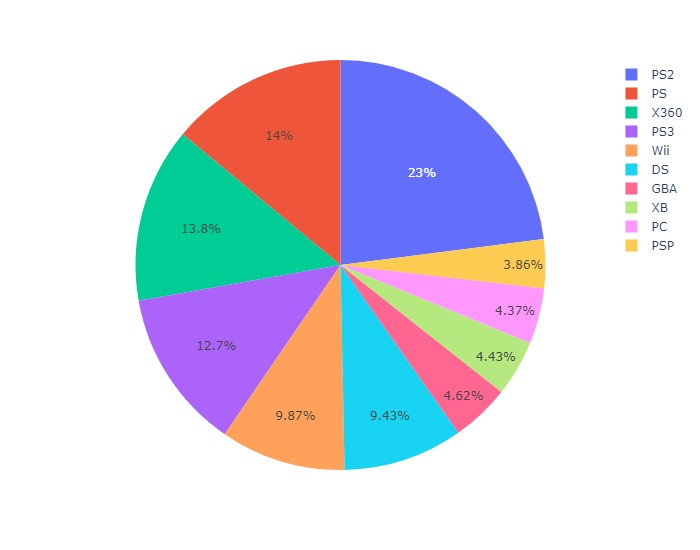 PS2
PS
X360
PS3
Wii
DS
GBA
XB
PC
PSP
14%
23%
13.8%
3.86%
4.37%
12.7%
4.43%
4.62%
9.87%
9.43%